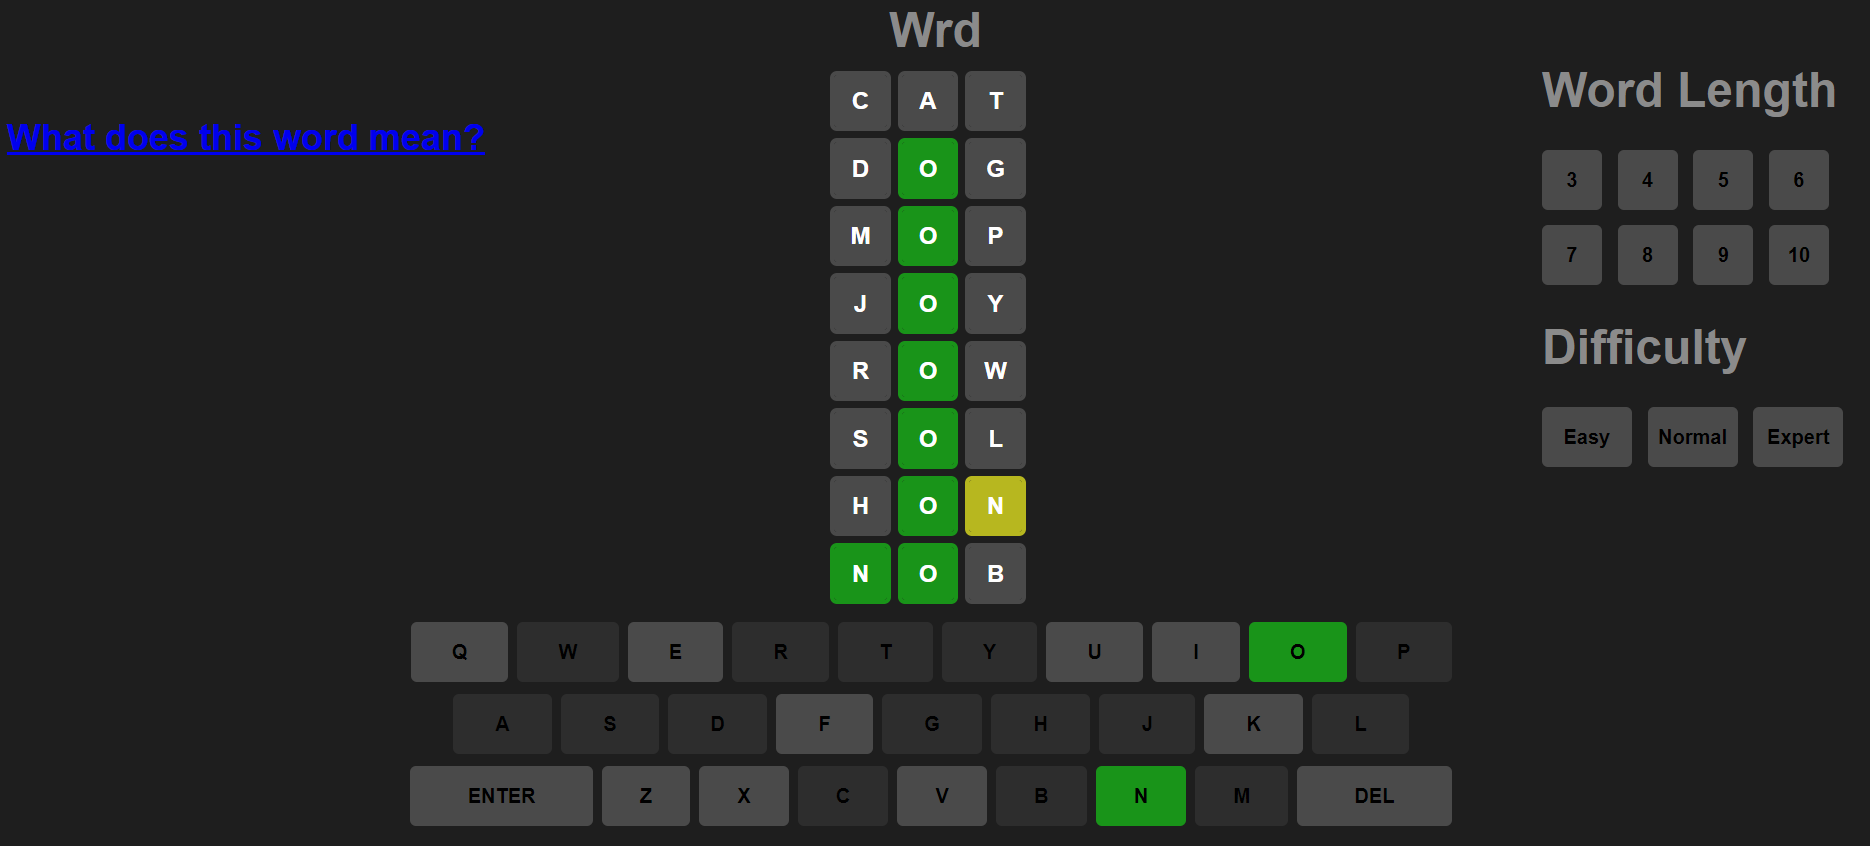 Wrd
What does this word mean?
C A T
D O G
M O P
J O Y
R O W
S O L
H O N
N O B
Q W E R T Y U I O P
A S D F G H J K L
ENTER Z X C V B N M DEL
Word Length
3 4 5 6
7 8 9 10
Difficulty
Easy Normal Expert